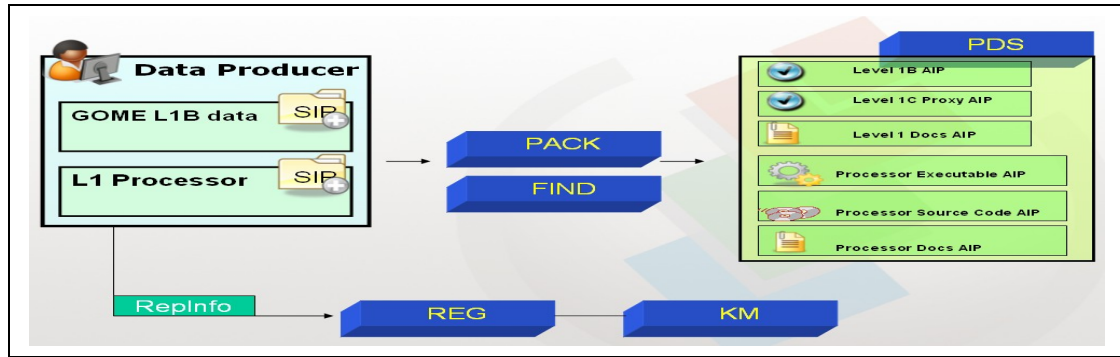 PDS
Data Producer
GOME L1B data
SIP
L1 Processor
SIP
PACK
FIND
Level 1B AIP
Level 1C Proxy AIP
Level 1 Docs AIP
Processor Executable AIP
Processor Source Code AIP
Processor Docs AIP
RepInfo
REG
KM